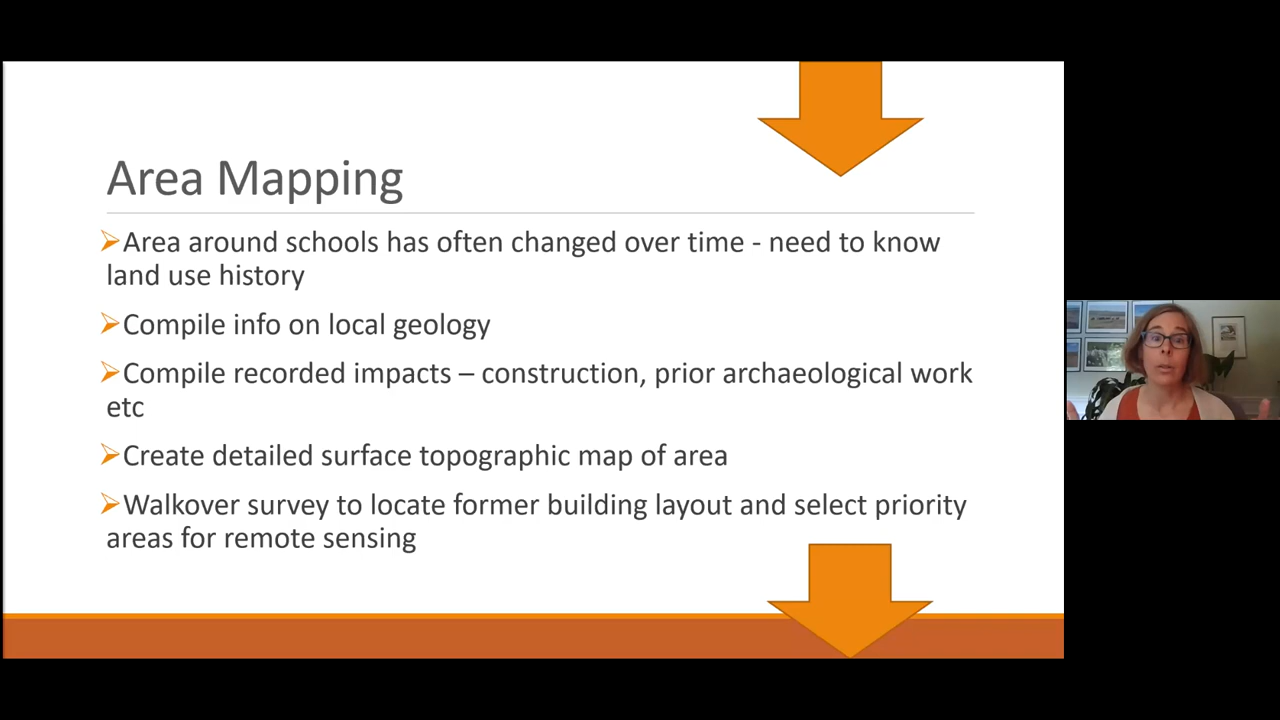 Area Mapping
Area around schools has often changed over time - need to know
land use history
Compile info on local geology
Compile recorded impacts – construction, prior archaeological work
etc
Create detailed surface topographic map of area
Walkover survey to locate former building layout and select priority
areas for remote sensing